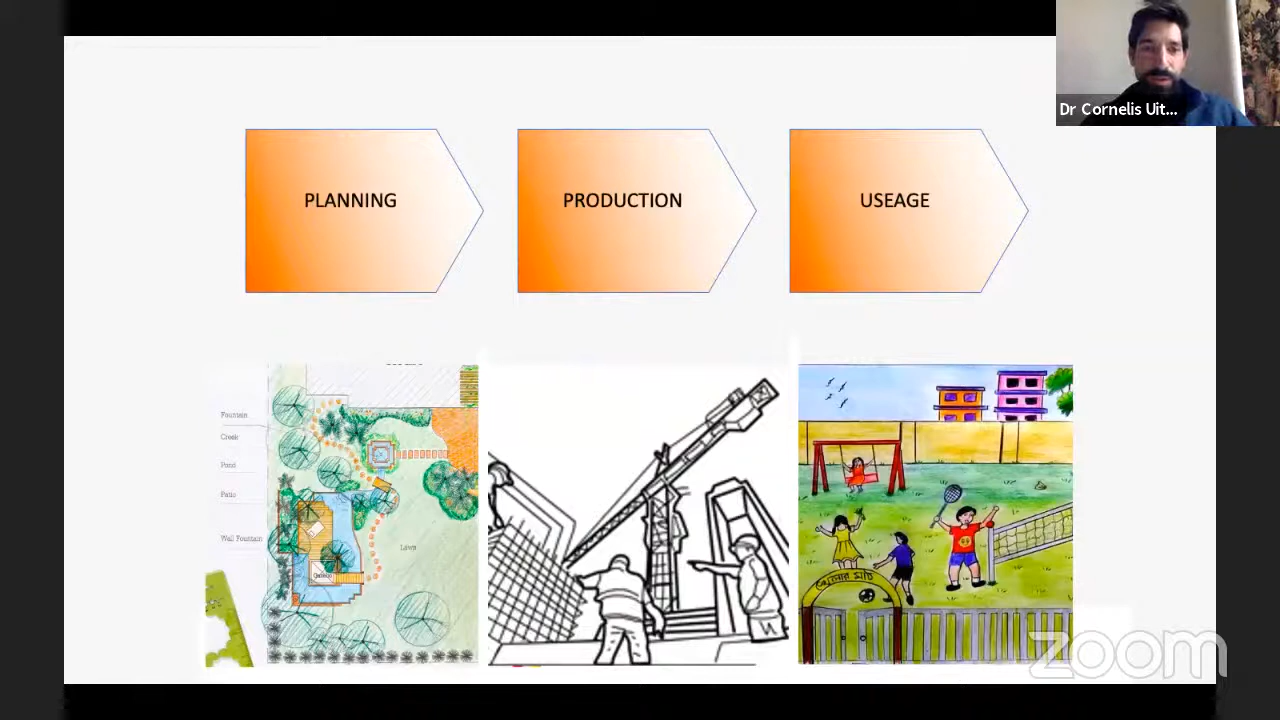 Dr Cornelis Uit...
PLANNING
PRODUCTION
USEAGE
Fountain
Creek
Pond
Patio
Wall Fountain
Lawn
খেলার মাঠ
zoom